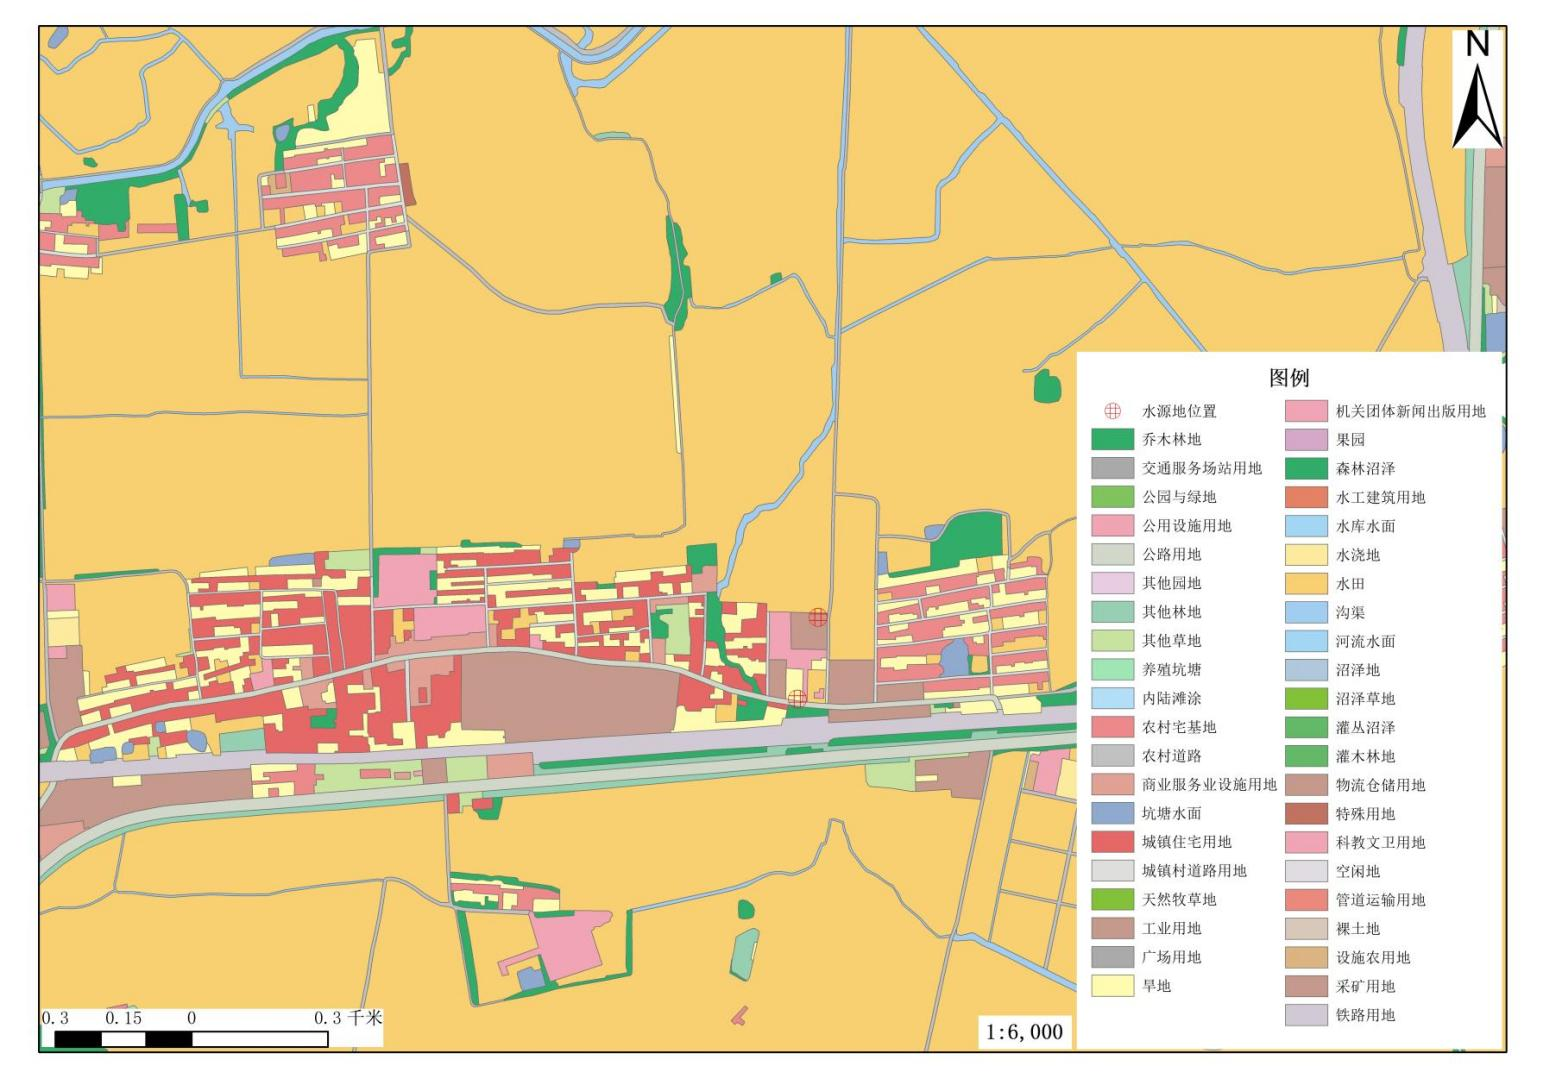 N
图例
水源地位置
乔木林地
交通服务场站用地
公园与绿地
公用设施用地
公路用地
其他园地
其他林地
其他草地
养殖坑塘
内陆滩涂
农村宅基地
农村道路
商业服务业设施用地
坑塘水面
城镇住宅用地
城镇村道路用地
天然牧草地
工业用地
广场用地
旱地
机关团体新闻出版用地
果园
森林沼泽
水工建筑用地
水库水面
水浇地
水田
沟渠
河流水面
沼泽地
沼泽草地
灌丛沼泽
灌木林地
物流仓储用地
特殊用地
科教文卫用地
空闲地
管道运输用地
裸土地
设施农用地
采矿用地
铁路用地
0.3 0.15 0 0.3 千米
1:6,000